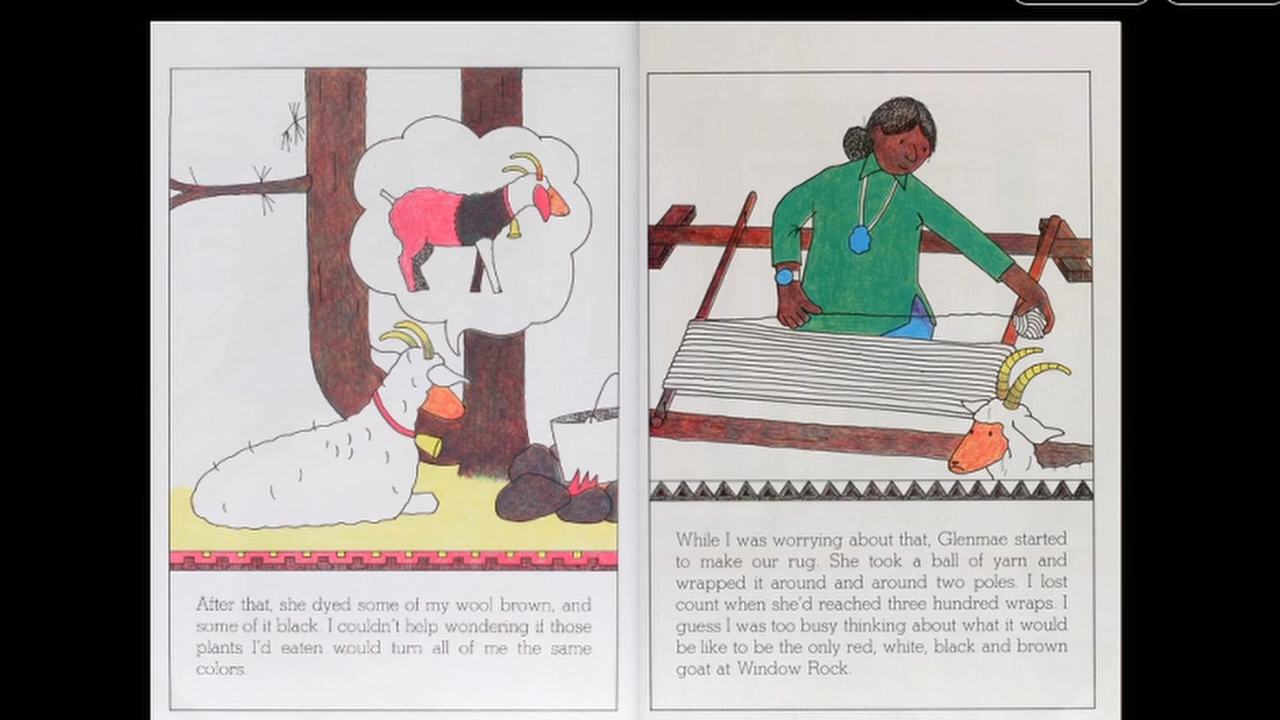 After that, she dyed some of my wool brown, and
some of it black. I couldn't help wondering if those
plants I'd eaten would turn all of me the same
colors.
While I was worrying about that, Glenmae started
to make our rug. She took a ball of yarn and
wrapped it around and around two poles. I lost
count when she'd reached three hundred wraps. I
guess I was too busy thinking about what it would
be like to be the only red, white, black and brown
goat at Window Rock.